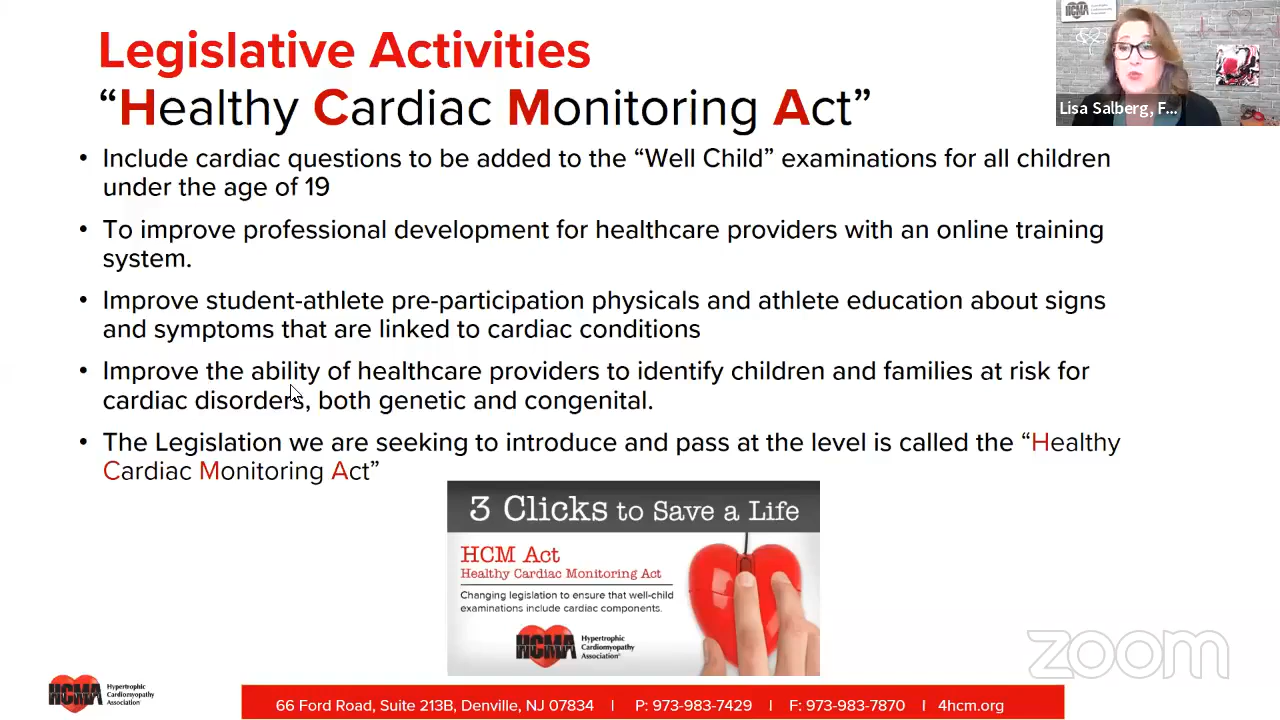 Legislative Activities
“Healthy Cardiac Monitoring Act”
• Include cardiac questions to be added to the “Well Child” examinations for all children
under the age of 19
• To improve professional development for healthcare providers with an online training
system.
• Improve student-athlete pre-participation physicals and athlete education about signs
and symptoms that are linked to cardiac conditions
• Improve the ability of healthcare providers to identify children and families at risk for
cardiac disorders, both genetic and congenital.
• The Legislation we are seeking to introduce and pass at the level is called the “Healthy
Cardiac Monitoring Act”
3 Clicks to Save a Life
HCM Act
Healthy Cardiac Monitoring Act
Changing legislation to ensure that well-child
examinations include cardiac components.
HCMA
Hypertrophic
Cardiomyopathy
Association®
HCMA
Hypertrophic
Cardiomyopathy
Association
66 Ford Road, Suite 213B, Denville, NJ 07834 | P: 973-983-7429 | F: 973-983-7870 | 4hcm.org
HCMA
Lisa Salberg, F...
zoom